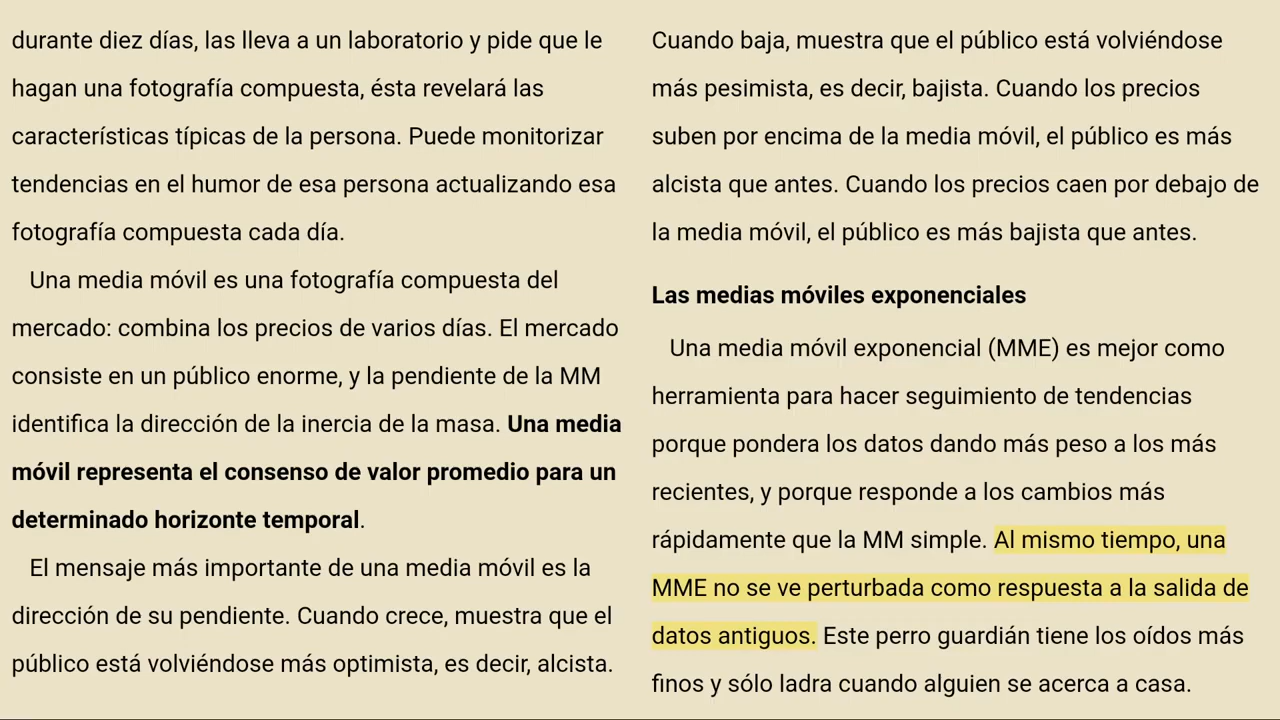 durante diez días, las lleva a un laboratorio y pide que le
hagan una fotografía compuesta, ésta revelará las
características típicas de la persona. Puede monitorizar
tendencias en el humor de esa persona actualizando esa
fotografía compuesta cada día.
Una media móvil es una fotografía compuesta del
mercado: combina los precios de varios días. El mercado
consiste en un público enorme, y la pendiente de la MM
identifica la dirección de la inercia de la masa. Una media
móvil representa el consenso de valor promedio para un
determinado horizonte temporal.
El mensaje más importante de una media móvil es la
dirección de su pendiente. Cuando crece, muestra que el
público está volviéndose más optimista, es decir, alcista.
Cuando baja, muestra que el público está volviéndose
más pesimista, es decir, bajista. Cuando los precios
suben por encima de la media móvil, el público es más
alcista que antes. Cuando los precios caen por debajo de
la media móvil, el público es más bajista que antes.
Las medias móviles exponenciales
Una media móvil exponencial (MME) es mejor como
herramienta para hacer seguimiento de tendencias
porque pondera los datos dando más peso a los más
recientes, y porque responde a los cambios más
rápidamente que la MM simple. Al mismo tiempo, una
MME no se ve perturbada como respuesta a la salida de
datos antiguos. Este perro guardián tiene los oídos más
finos y sólo ladra cuando alguien se acerca a casa.